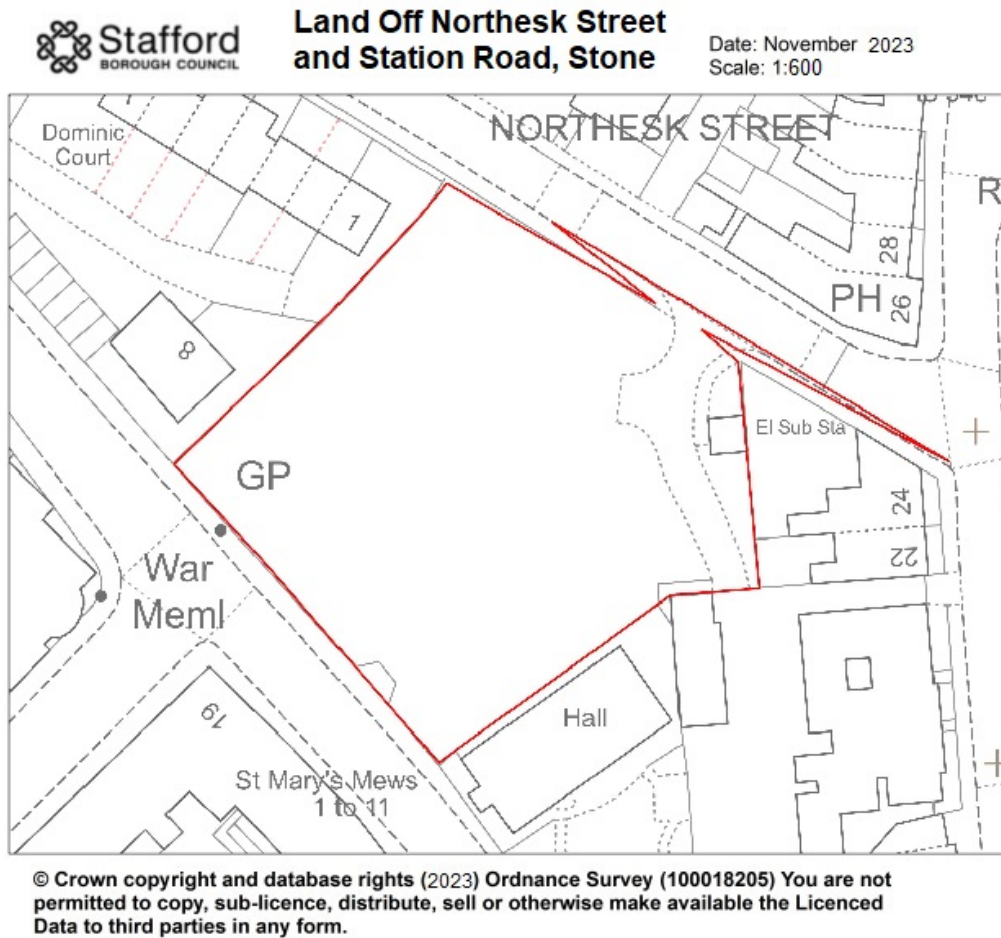 Stafford
BOROUGH COUNCIL
Land Off Northesk Street
and Station Road, Stone
Date: November 2023
Scale: 1:600
Dominic
Court
NORTHESK STREET
R
1
28
PH
26
8
El Sub Sta
GP
24
22
War
Meml
19
Hall
St Mary's Mews
1 to 11
© Crown copyright and database rights (2023) Ordnance Survey (100018205) You are not
permitted to copy, sub-licence, distribute, sell or otherwise make available the Licenced
Data to third parties in any form.